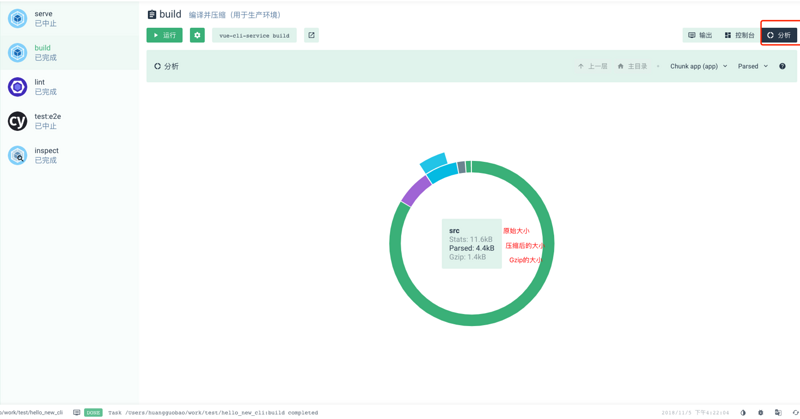 serve
已中止
build
已完成
lint
已完成
test:e2e
已中止
inspect
已完成
build 编译并压缩（用于生产环境）
运行
vue-cli-service build
输出
控制台
分析
分析
上一层
主目录
Chunk app (app)
Parsed
src
Stats: 11.6kB
Parsed: 4.4kB
Gzip: 1.4kB
原始大小
压缩后的大小
Gzip的大小
cy
o/work/test/hello_new_cli
DONE
Task /Users/huangguobao/work/test/hello_new_cli:build completed
2018/11/5 下午6:22:06